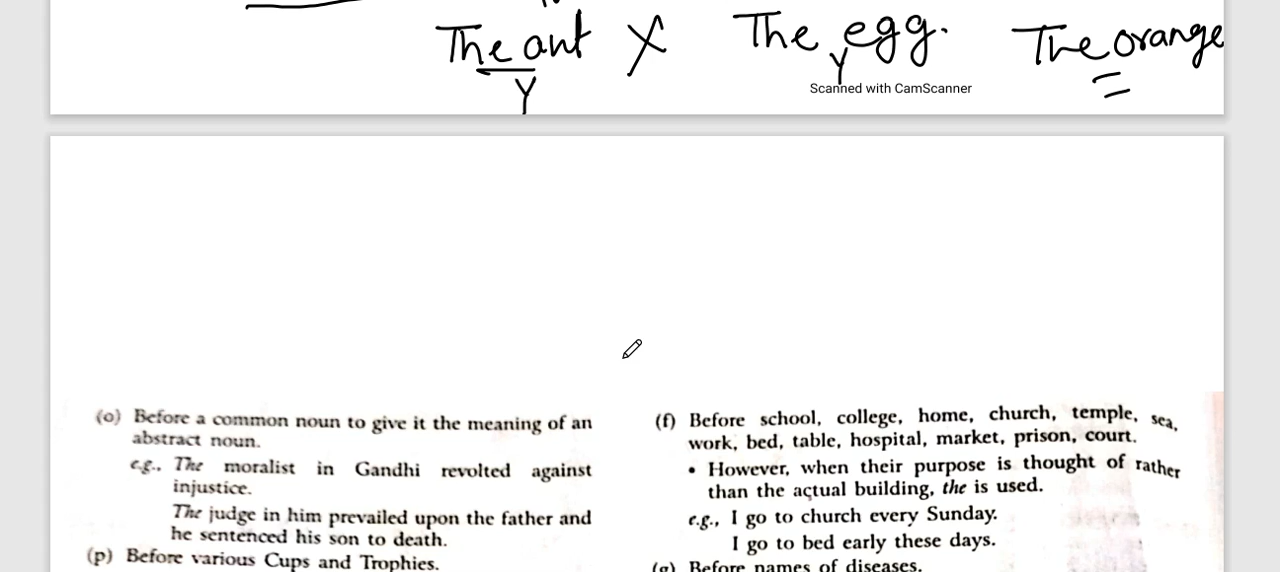 The ant X The egg. The orange
Y Y
Scanned with CamScanner
(o) Before a common noun to give it the meaning of an
abstract noun.
e.g., The moralist in Gandhi revolted against
injustice.
The judge in him prevailed upon the father and
he sentenced his son to death.
(p) Before various Cups and Trophies.
(f) Before school, college, home, church, temple, sea,
work, bed, table, hospital, market, prison, court.
• However, when their purpose is thought of rather
than the actual building, the is used.
e.g., I go to church every Sunday.
I go to bed early these days.
(g) Before names of diseases.